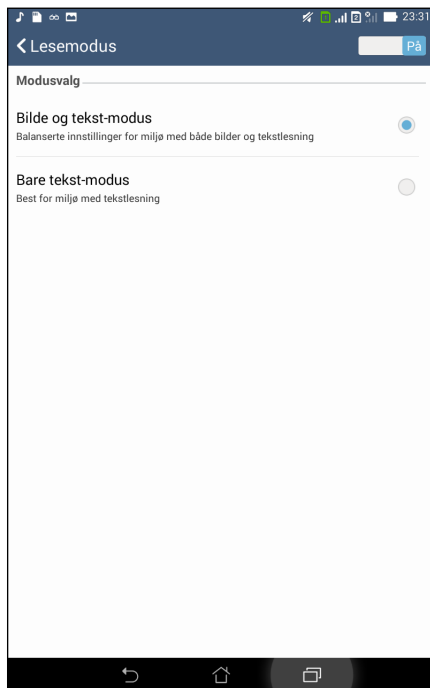 23:31
Lesemodus
På
Modusvalg
Bilde og tekst-modus
Balanserte innstillinger for miljø med både bilder og tekstlesning
Bare tekst-modus
Best for miljø med tekstlesning